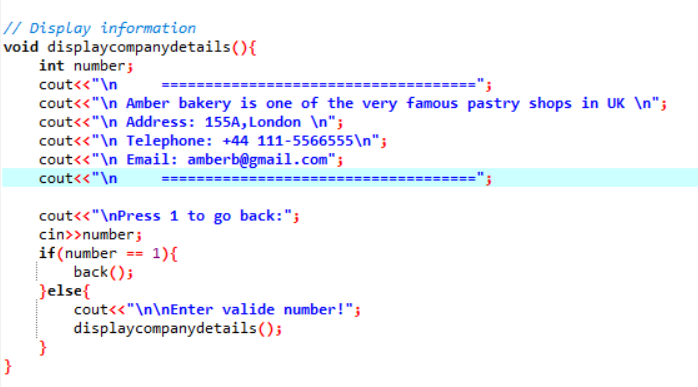 // Display information
void displaycompanydetails(){
int number;
cout<<"\n     ====================================";
cout<<"\n Amber bakery is one of the very famous pastry shops in UK \n";
cout<<"\n Address: 155A,London \n";
cout<<"\n Telephone: +44 111-5566555\n";
cout<<"\n Email: amberb@gmail.com";
cout<<"\n     ====================================";
cout<<"\nPress 1 to go back:";
cin>>number;
if(number == 1){
back();
}else{
cout<<"\n\nEnter valide number!";
displaycompanydetails();
}
}